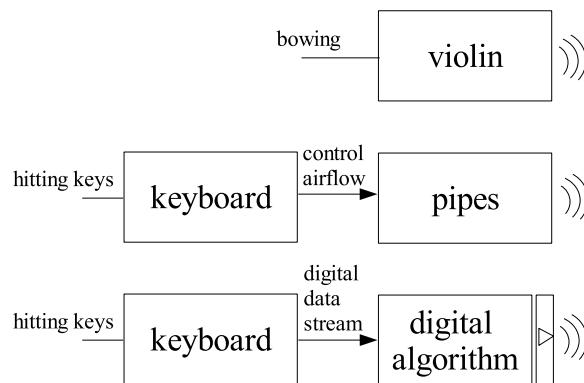 bowing
violin
hitting keys
keyboard
control
airflow
pipes
hitting keys
keyboard
digital
data
stream
digital
algorithm